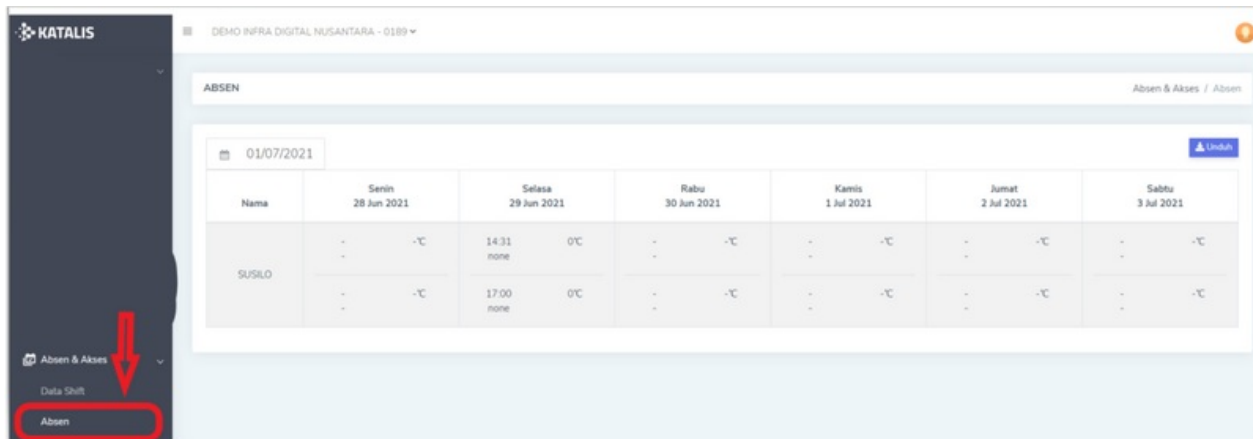 KATALIS
DEMO INFRA DIGITAL NUSANTARA - 0189
ABSEN
Absen & Akses / Absen
01/07/2021
Unduh
Nama
Senin
28 Jun 2021
Selasa
29 Jun 2021
Rabu
30 Jun 2021
Kamis
1 Jul 2021
Jumat
2 Jul 2021
Sabtu
3 Jul 2021
SUSILO
- -℃ 14:31 0℃ - -℃ - -℃ - -℃ - -℃
- none - - - -
- -℃ 17:00 0℃ - -℃ - -℃ - -℃ - -℃
- none - - - -
Absen & Akses
Data Shift
Absen